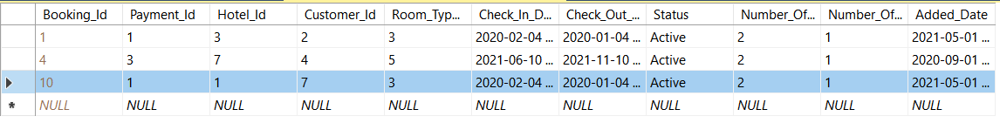 Booking_Id Payment_Id Hotel_Id Customer_Id Room_Typ... Check_In_D... Check_Out_... Status Number_Of... Number_Of... Added_Date
1 1 3 2 3 2020-02-04 ... 2020-01-04 ... Active 2 1 2021-05-01 ...
4 3 7 4 5 2021-06-10 ... 2021-11-10 ... Active 2 1 2020-09-01 ...
10 1 1 7 3 2020-02-04 ... 2020-01-04 ... Active 2 1 2021-05-01 ...
NULL NULL NULL NULL NULL NULL NULL NULL NULL NULL NULL